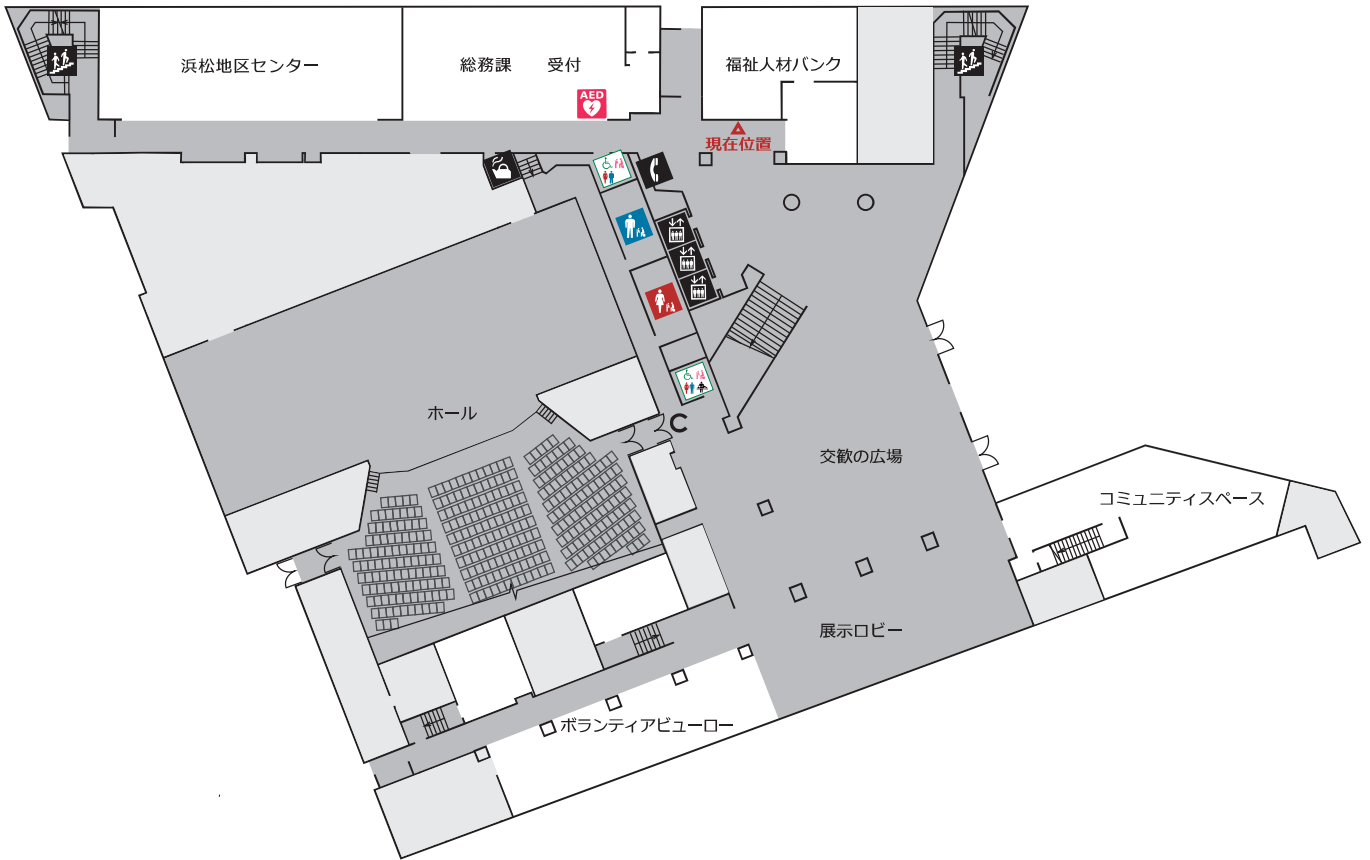 浜松地区センター
総務課 受付
福祉人材バンク
AED
現在位置
ホール
交歓の広場
コミュニティスペース
展示ロビー
ボランティアビューロー